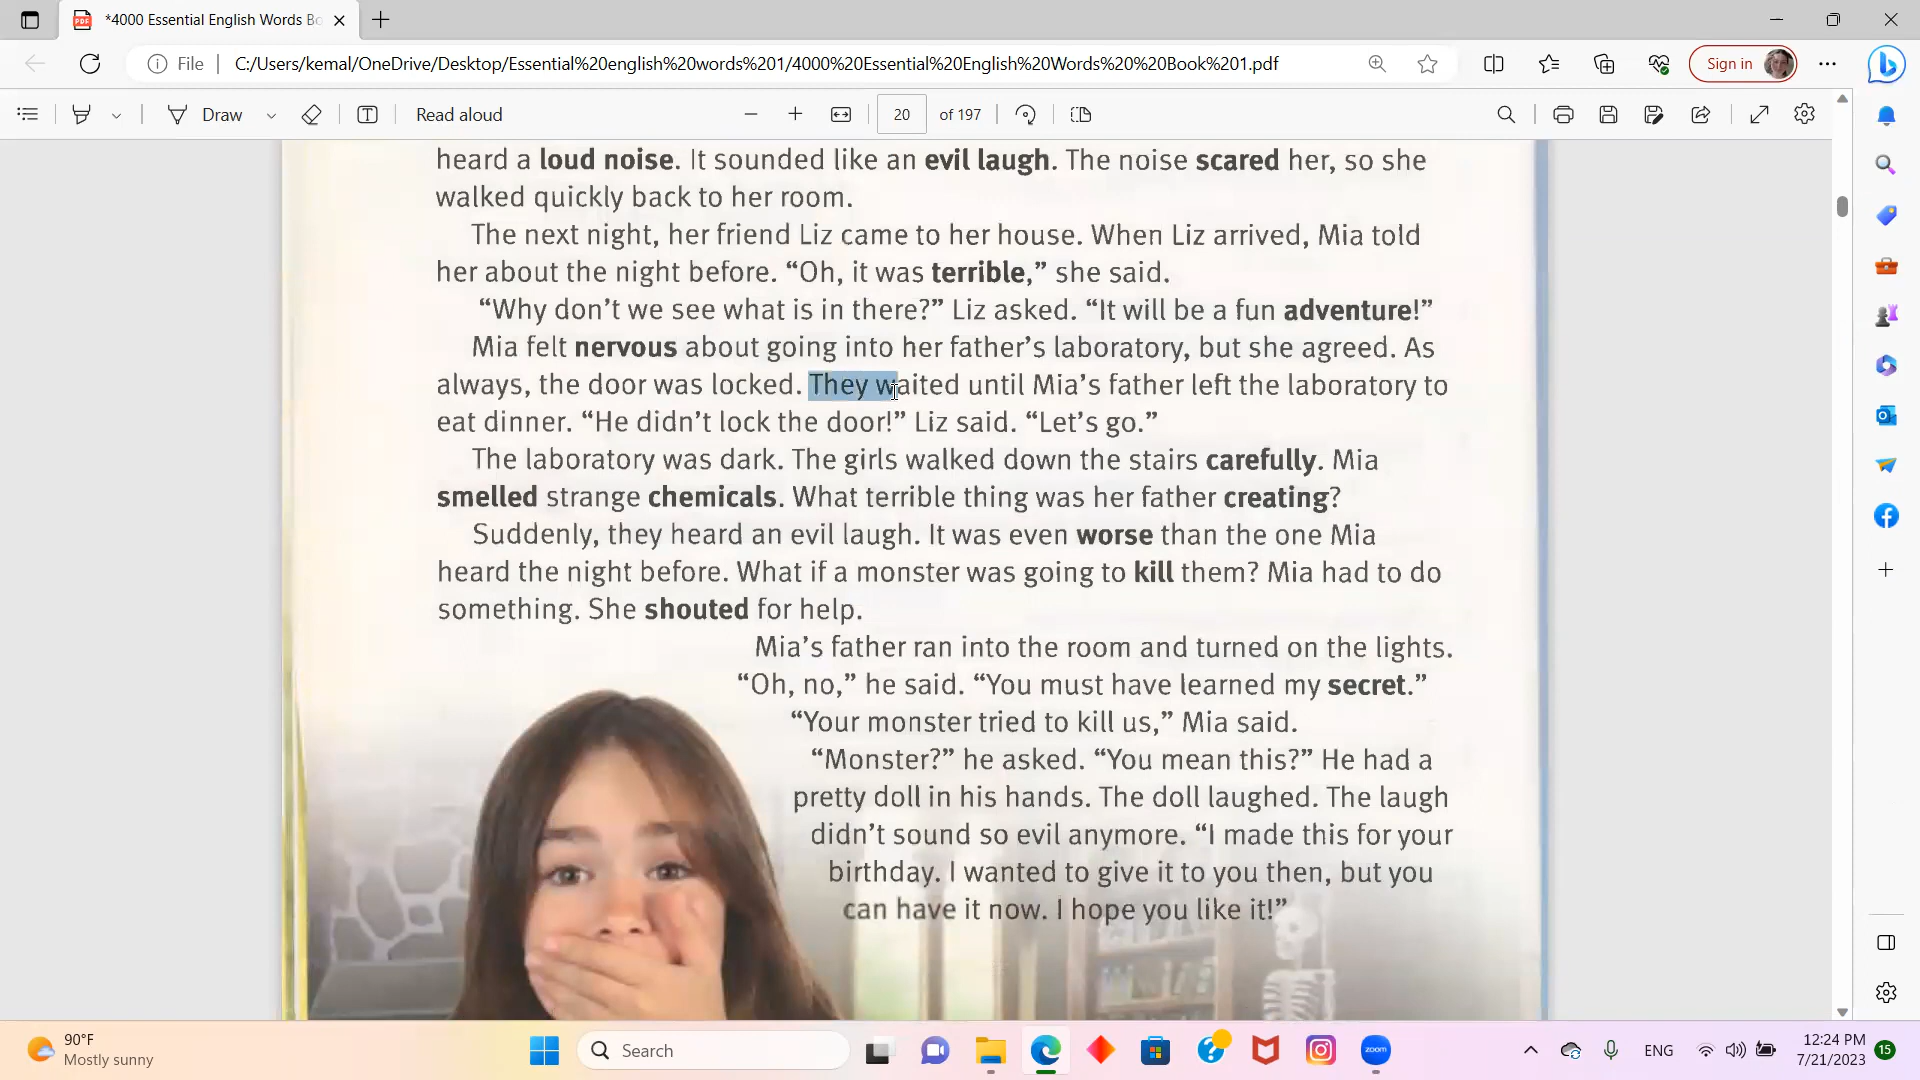 *4000 Essential English Words Bo
File
C:/Users/kemal/OneDrive/Desktop/Essential%20english%20words%201/4000%20Essential%20English%20Words%20%20Book%201.pdf
Sign in
Draw
Read aloud
20 of 197
heard a loud noise. It sounded like an evil laugh. The noise scared her, so she
walked quickly back to her room.
The next night, her friend Liz came to her house. When Liz arrived, Mia told
her about the night before. “Oh, it was terrible,” she said.
“Why don’t we see what is in there?” Liz asked. “It will be a fun adventure!”
Mia felt nervous about going into her father’s laboratory, but she agreed. As
always, the door was locked. They waited until Mia’s father left the laboratory to
eat dinner. “He didn’t lock the door!” Liz said. “Let’s go.”
The laboratory was dark. The girls walked down the stairs carefully. Mia
smelled strange chemicals. What terrible thing was her father creating?
Suddenly, they heard an evil laugh. It was even worse than the one Mia
heard the night before. What if a monster was going to kill them? Mia had to do
something. She shouted for help.
Mia’s father ran into the room and turned on the lights.
“Oh, no,” he said. “You must have learned my secret.”
“Your monster tried to kill us,” Mia said.
“Monster?” he asked. “You mean this?” He had a
pretty doll in his hands. The doll laughed. The laugh
didn’t sound so evil anymore. “I made this for your
birthday. I wanted to give it to you then, but you
can have it now. I hope you like it!”
90°F
Mostly sunny
Search
zoom
ENG
12:24 PM
7/21/2023
15